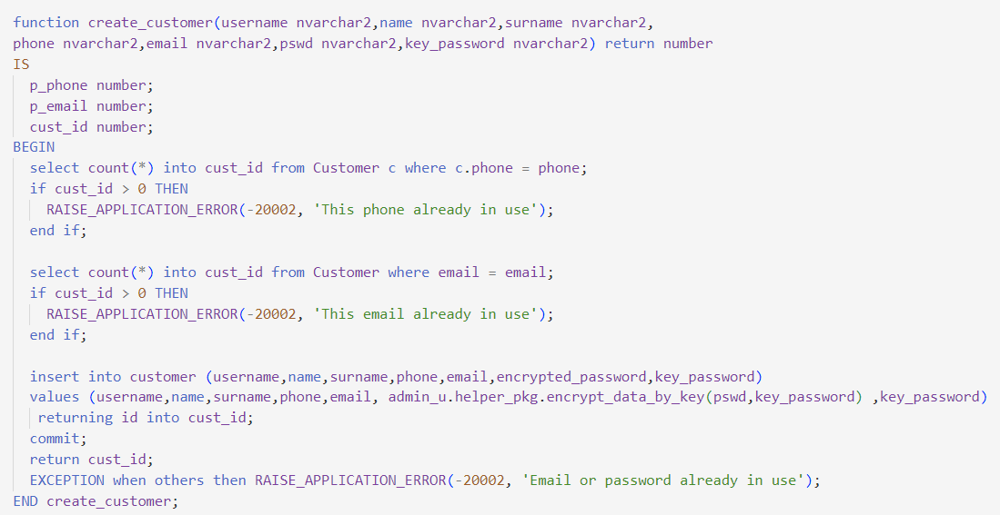 function create_customer(username nvarchar2,name nvarchar2,surname nvarchar2,
phone nvarchar2,email nvarchar2,pswd nvarchar2,key_password nvarchar2) return number
IS
  p_phone number;
  p_email number;
  cust_id number;
BEGIN
  select count(*) into cust_id from Customer c where c.phone = phone;
  if cust_id > 0 THEN
    RAISE_APPLICATION_ERROR(-20002, 'This phone already in use');
  end if;

  select count(*) into cust_id from Customer where email = email;
  if cust_id > 0 THEN
    RAISE_APPLICATION_ERROR(-20002, 'This email already in use');
  end if;

  insert into customer (username,name,surname,phone,email,encrypted_password,key_password)
  values (username,name,surname,phone,email, admin_u.helper_pkg.encrypt_data_by_key(pswd,key_password) ,key_password)
   returning id into cust_id;
  commit;
  return cust_id;
  EXCEPTION when others then RAISE_APPLICATION_ERROR(-20002, 'Email or password already in use');
END create_customer;